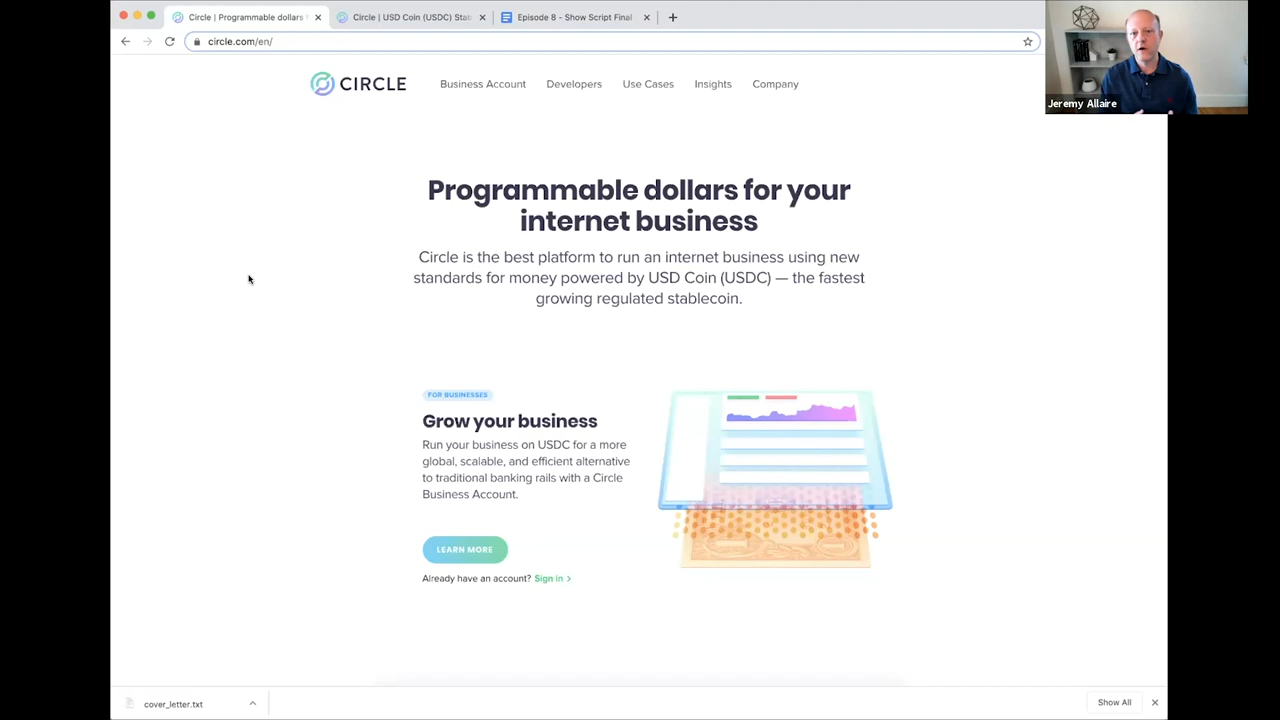 Circle | Programmable dollars
Circle | USD Coin (USDC) Stab
Episode 8 - Show Script Final
circle.com/en/
Jeremy Allaire
CIRCLE
Business Account
Developers
Use Cases
Insights
Company
Programmable dollars for your
internet business
Circle is the best platform to run an internet business using new
standards for money powered by USD Coin (USDC) — the fastest
growing regulated stablecoin.
FOR BUSINESSES
Grow your business
Run your business on USDC for a more
global, scalable, and efficient alternative
to traditional banking rails with a Circle
Business Account.
LEARN MORE
Already have an account? Sign in >
cover_letter.txt
Show All